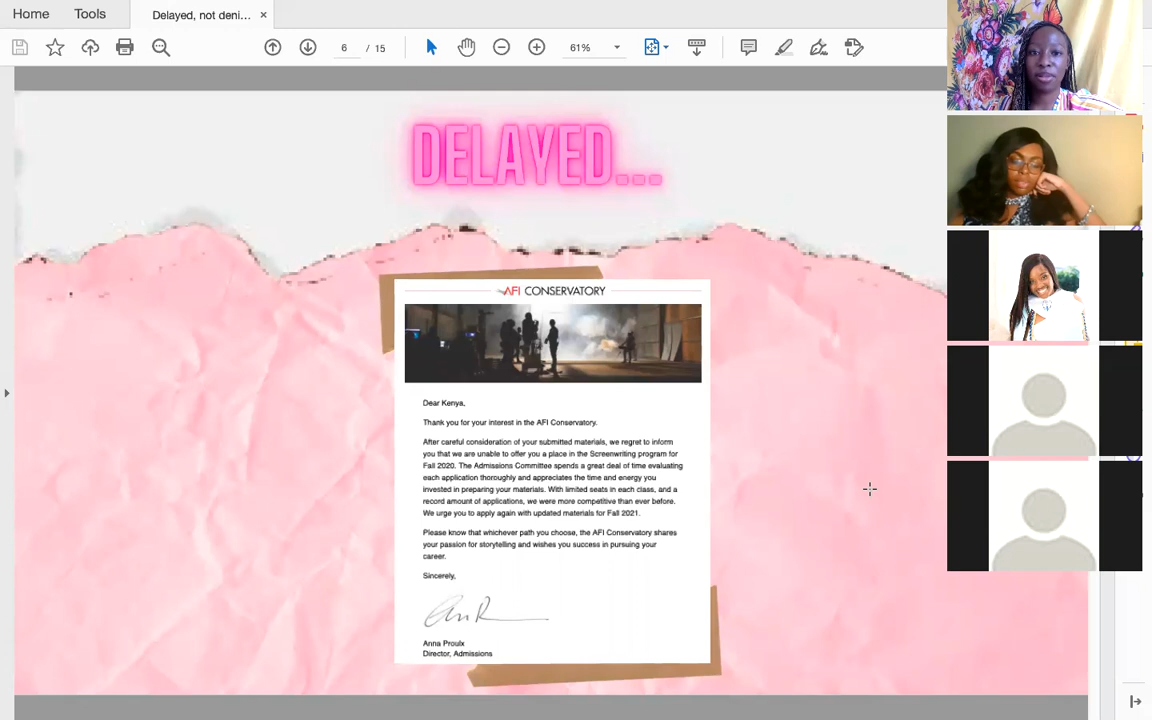 Home
Tools
Delayed, not deni...
6 / 15
61%
DELAYED...
AFI CONSERVATORY
Dear Kenya,
Thank you for your interest in the AFI Conservatory.
After careful consideration of your submitted materials, we regret to inform
you that we are unable to offer you a place in the Screenwriting program for
Fall 2020. The Admissions Committee spends a great deal of time evaluating
each application thoroughly and appreciates the time and energy you
invested in preparing your materials. With limited seats in each class, and a
record amount of applications, we were more competitive than ever before.
We urge you to apply again with updated materials for Fall 2021.
Please know that whichever path you choose, the AFI Conservatory shares
your passion for storytelling and wishes you success in pursuing your
career.
Sincerely,
Anna Proulx
Director, Admissions